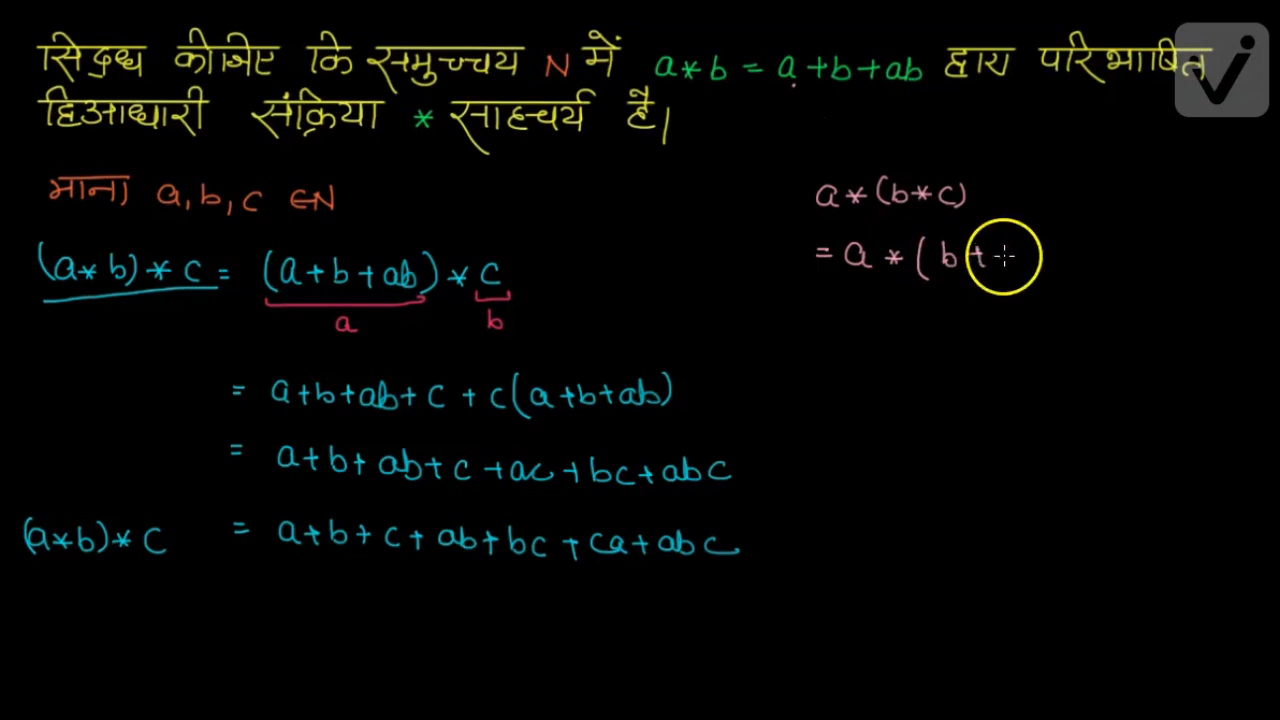 सिद्ध कीजिए कि समुच्चय N में a*b = a+b+ab द्वारा परिभाषित
द्विआधारी संक्रिया * साहचर्य है।
माना a, b, c ∈N
(a*b)*c = (a+b+ab)*c
a b
= a+b+ab+c+c(a+b+ab)
= a+b+ab+c+ac+bc+abc
(a*b)*c = a+b+c+ab+bc+ca+abc
a*(b*c)
= a*(b+